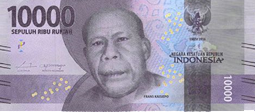 10000
SEPULUH RIBU RUPIAH
NEGARA KESATUAN REPUBLIK
INDONESIA
FRANS KAISIEPO
10000